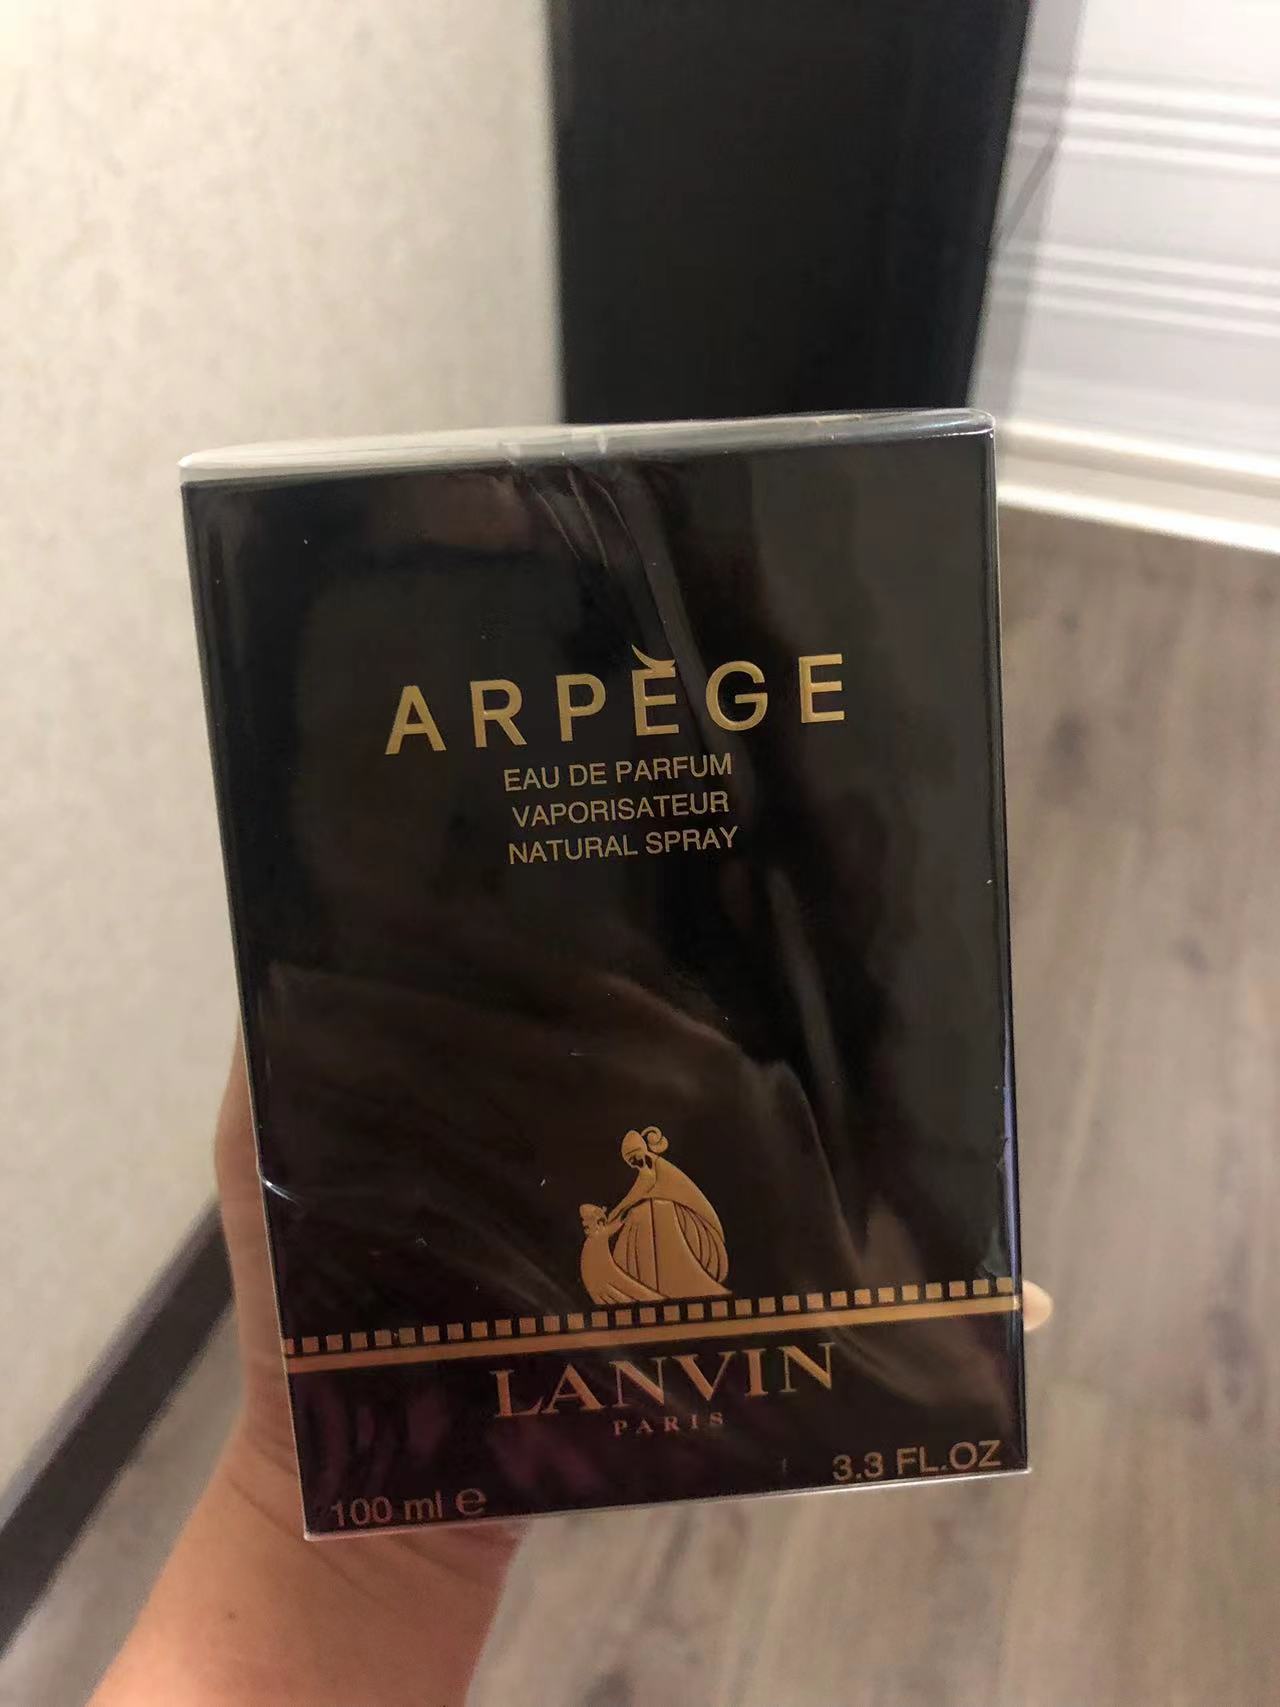 ARPÈGE
EAU DE PARFUM
VAPORISATEUR
NATURAL SPRAY
LANVIN
PARIS
100 ml ℮
3.3 FL.OZ